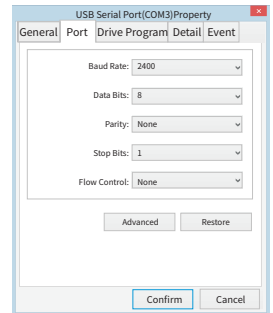 USB Serial Port(COM3)Property
General Port Drive Program Detail Event
Baud Rate: 2400
Data Bits: 8
Parity: None
Stop Bits: 1
Flow Control: None
Advanced Restore
Confirm Cancel